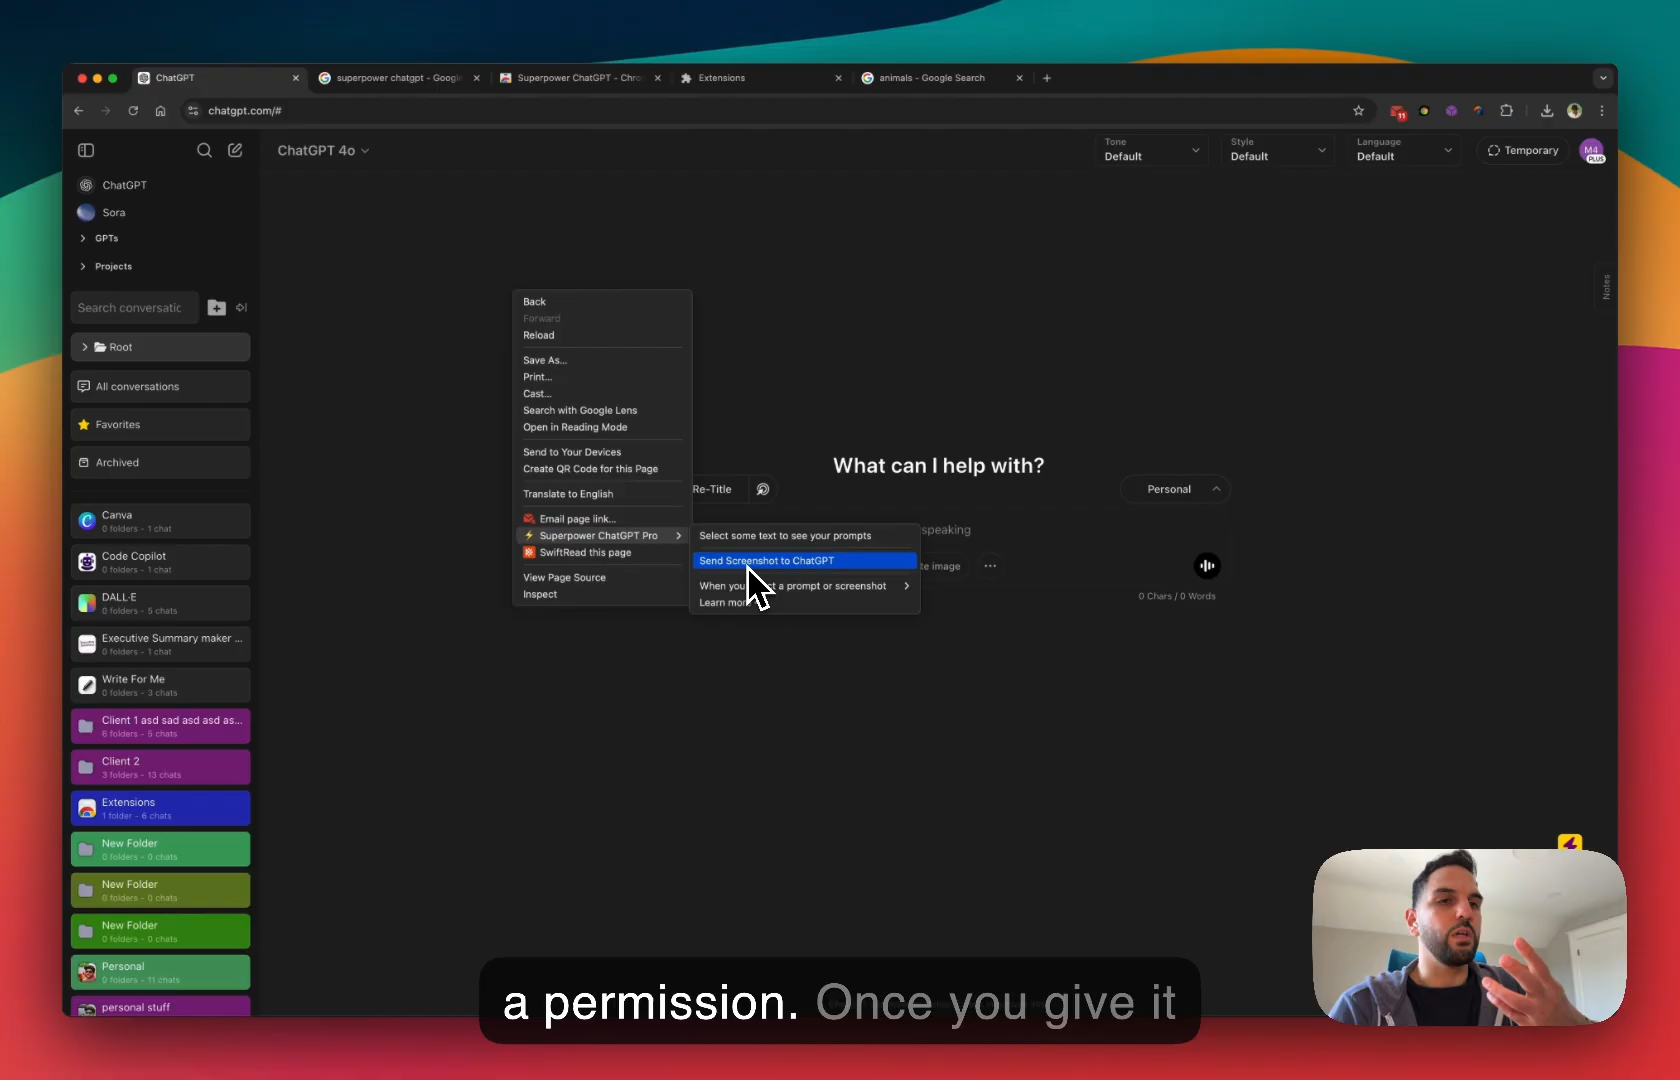 ChatGPT
superpower chatgpt - Googl
Superpower ChatGPT - Chro
Extensions
animals - Google Search
chatgpt.com/#
11
ChatGPT 4o
Tone
Default
Style
Default
Language
Default
Temporary
M4
PLUS
ChatGPT
Sora
GPTs
Projects
Search conversatic
Root
All conversations
Favorites
Archived
Canva
0 folders - 1 chat
Code Copilot
0 folders - 1 chat
DALL·E
0 folders - 5 chats
Executive Summary maker ...
0 folders - 1 chat
Write For Me
0 folders - 3 chats
Client 1 asd sad asd asd as...
6 folders - 5 chats
Client 2
3 folders - 13 chats
Extensions
1 folder - 6 chats
New Folder
0 folders - 0 chats
New Folder
0 folders - 0 chats
New Folder
0 folders - 0 chats
Personal
0 folders - 11 chats
personal stuff
Back
Forward
Reload
Save As...
Print...
Cast...
Search with Google Lens
Open in Reading Mode
Send to Your Devices
Create QR Code for this Page
Translate to English
Email page link...
Superpower ChatGPT Pro
SwiftRead this page
View Page Source
Inspect
Select some text to see your prompts
Send Screenshot to ChatGPT
When you a prompt or screenshot
Learn
What can I help with?
Re-Title
Personal
speaking
te image
0 Chars / 0 Words
Notes
a permission. Once you give it